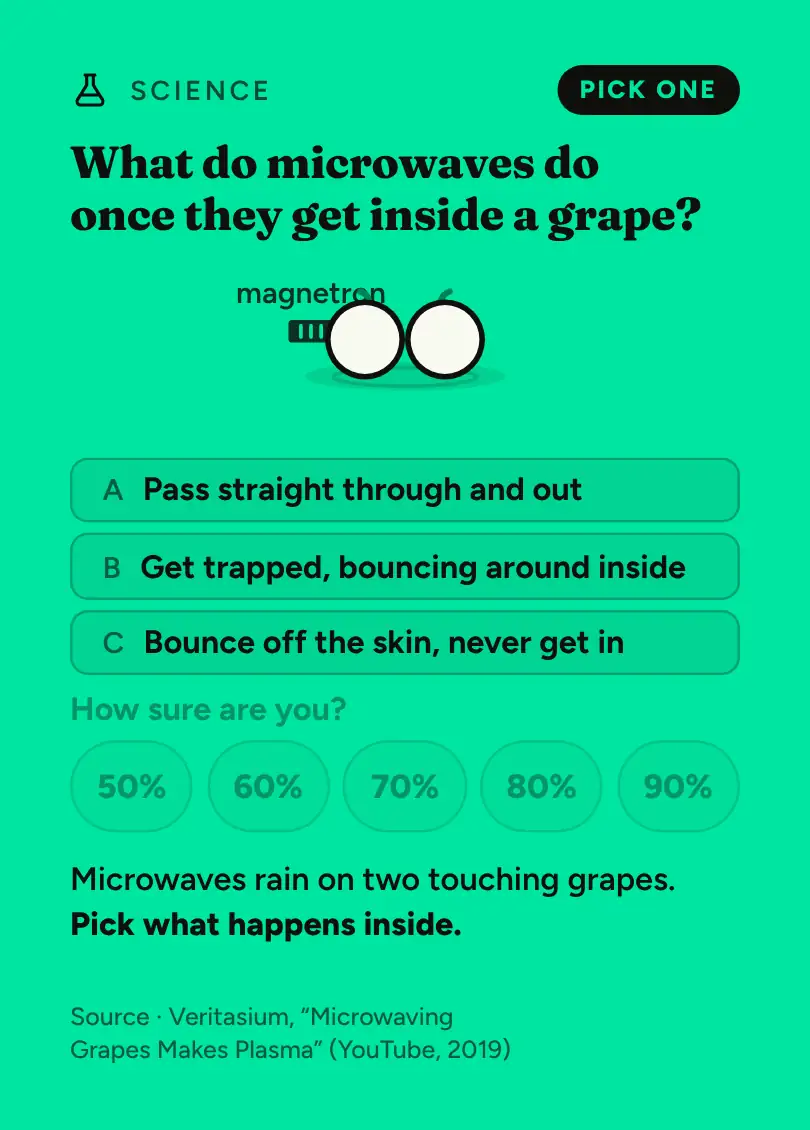 SCIENCE
PICK ONE
What do microwaves do
once they get inside a grape?
magnetron
A Pass straight through and out
B Get trapped, bouncing around inside
C Bounce off the skin, never get in
How sure are you?
50% 60% 70% 80% 90%
Microwaves rain on two touching grapes.
Pick what happens inside.
Source · Veritasium, “Microwaving
Grapes Makes Plasma” (YouTube, 2019)